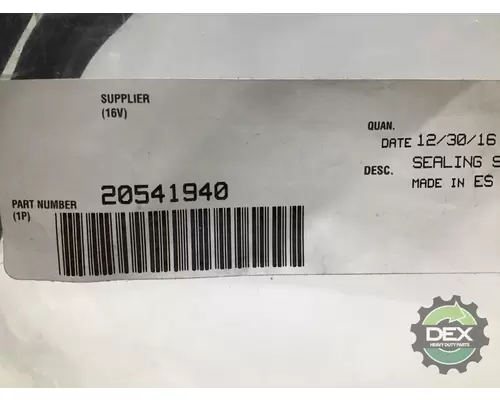 SUPPLIER
(16V)
QUAN.
DATE 12/30/16
DESC. SEALING S
MADE IN ES
PART NUMBER 20541940
(1P)
DEX
HEAVY DUTY PARTS